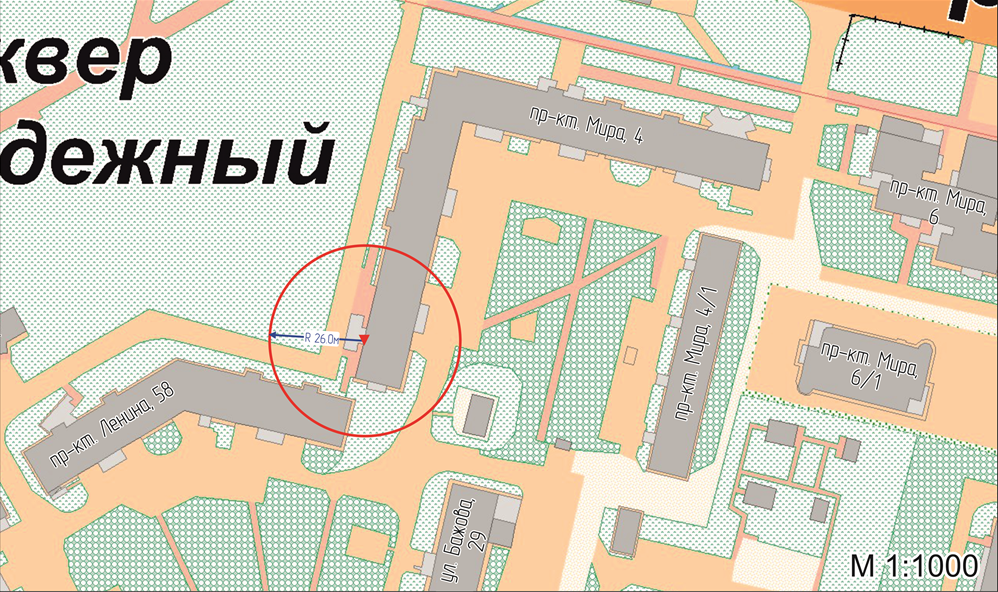 квер
дежный
пр-кт. Мира, 4
пр-кт. Мира,
6
пр-кт. Мира, 4/1
пр-кт. Мира,
6/1
R 26.0м
пр-кт. Ленина, 58
ул. Бажова,
29
М 1:1000